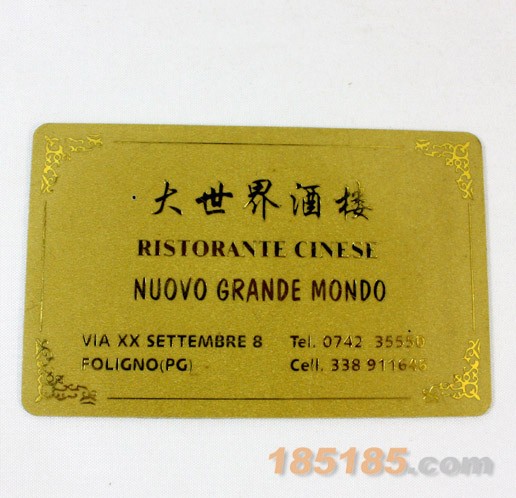 大世界酒楼
RISTORANTE CINESE
NUOVO GRANDE MONDO
VIA XX SETTEMBRE 8 Tel. 0742 35550
FOLIGNO(PG) Cell. 338
185185.com